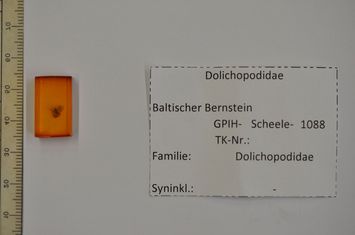 Dolichopodidae
Baltischer Bernstein
GPIH- Scheele- 1088
TK-Nr.:
Familie: Dolichopodidae
Syninkl.: -